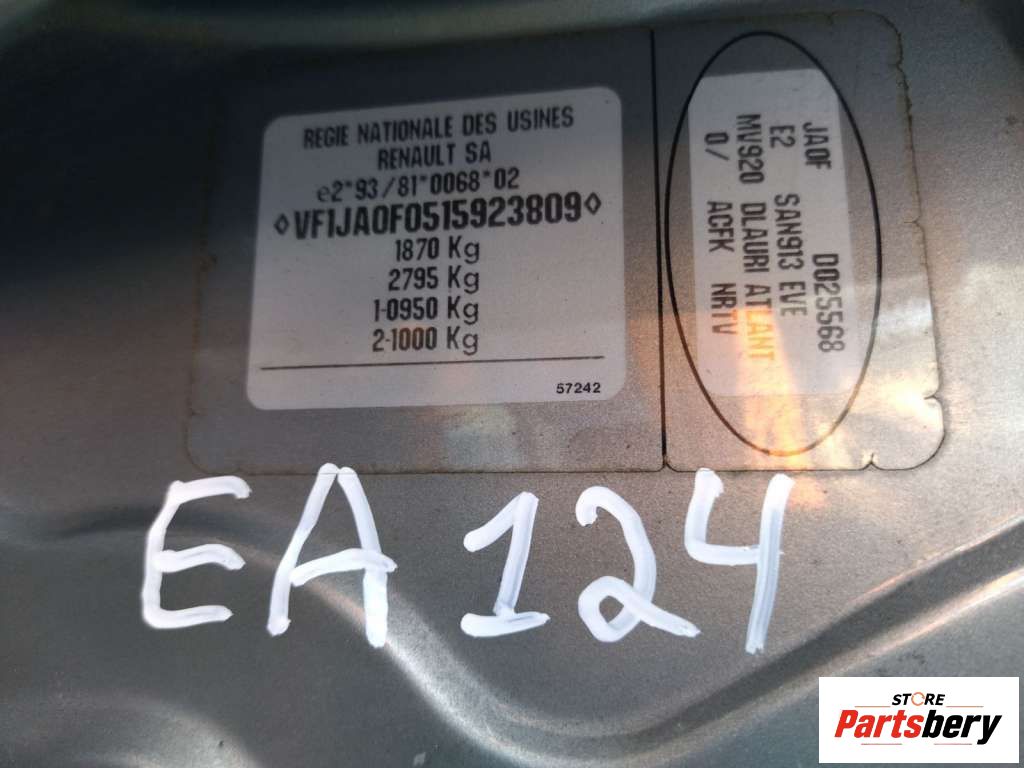 REGIE NATIONALE DES USINES
RENAULT SA
e2*93/81*0068*02
◊VF1JA0F0515923809◊
1870 Kg
2795 Kg
1-0950 Kg
2-1000 Kg
57242
JA0F D025568
E2 SAN913 EVE
MV920 DLAURI ATLANT
0/ ACFK NRTV
EA 124
STORE
Partsbery